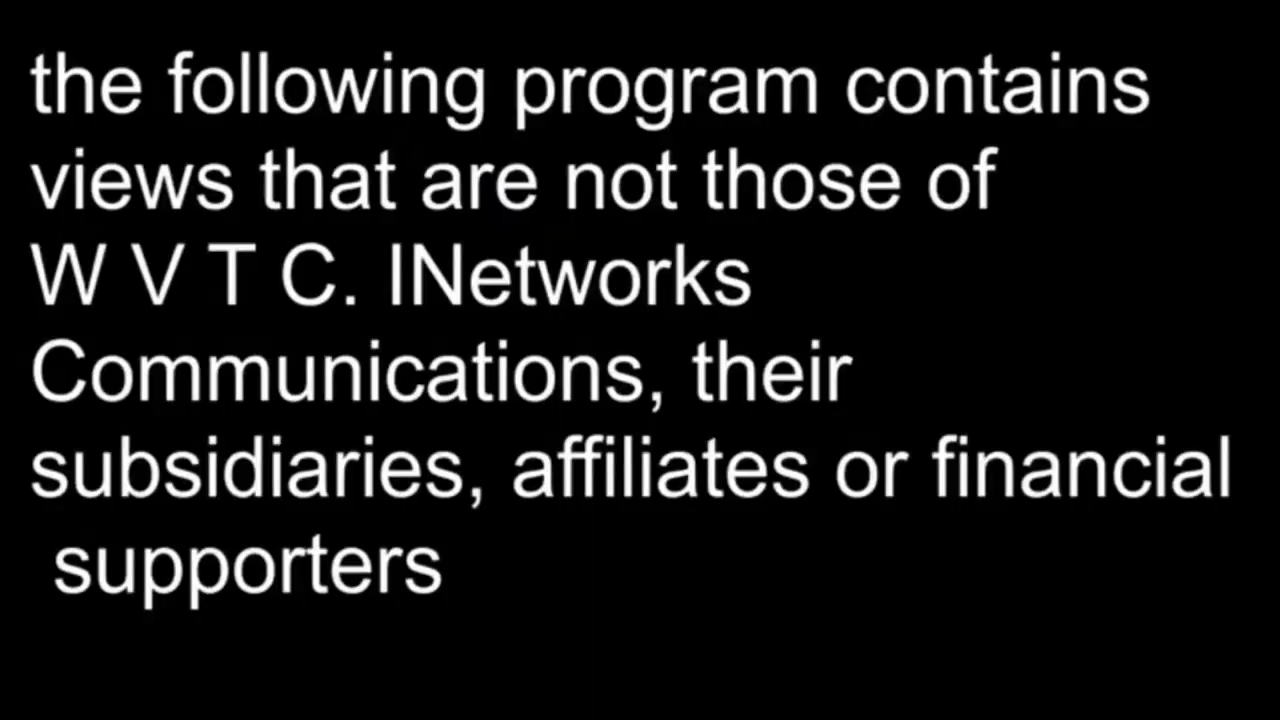 the following program contains
views that are not those of
W V T C. INetworks
Communications, their
subsidiaries, affiliates or financial
supporters